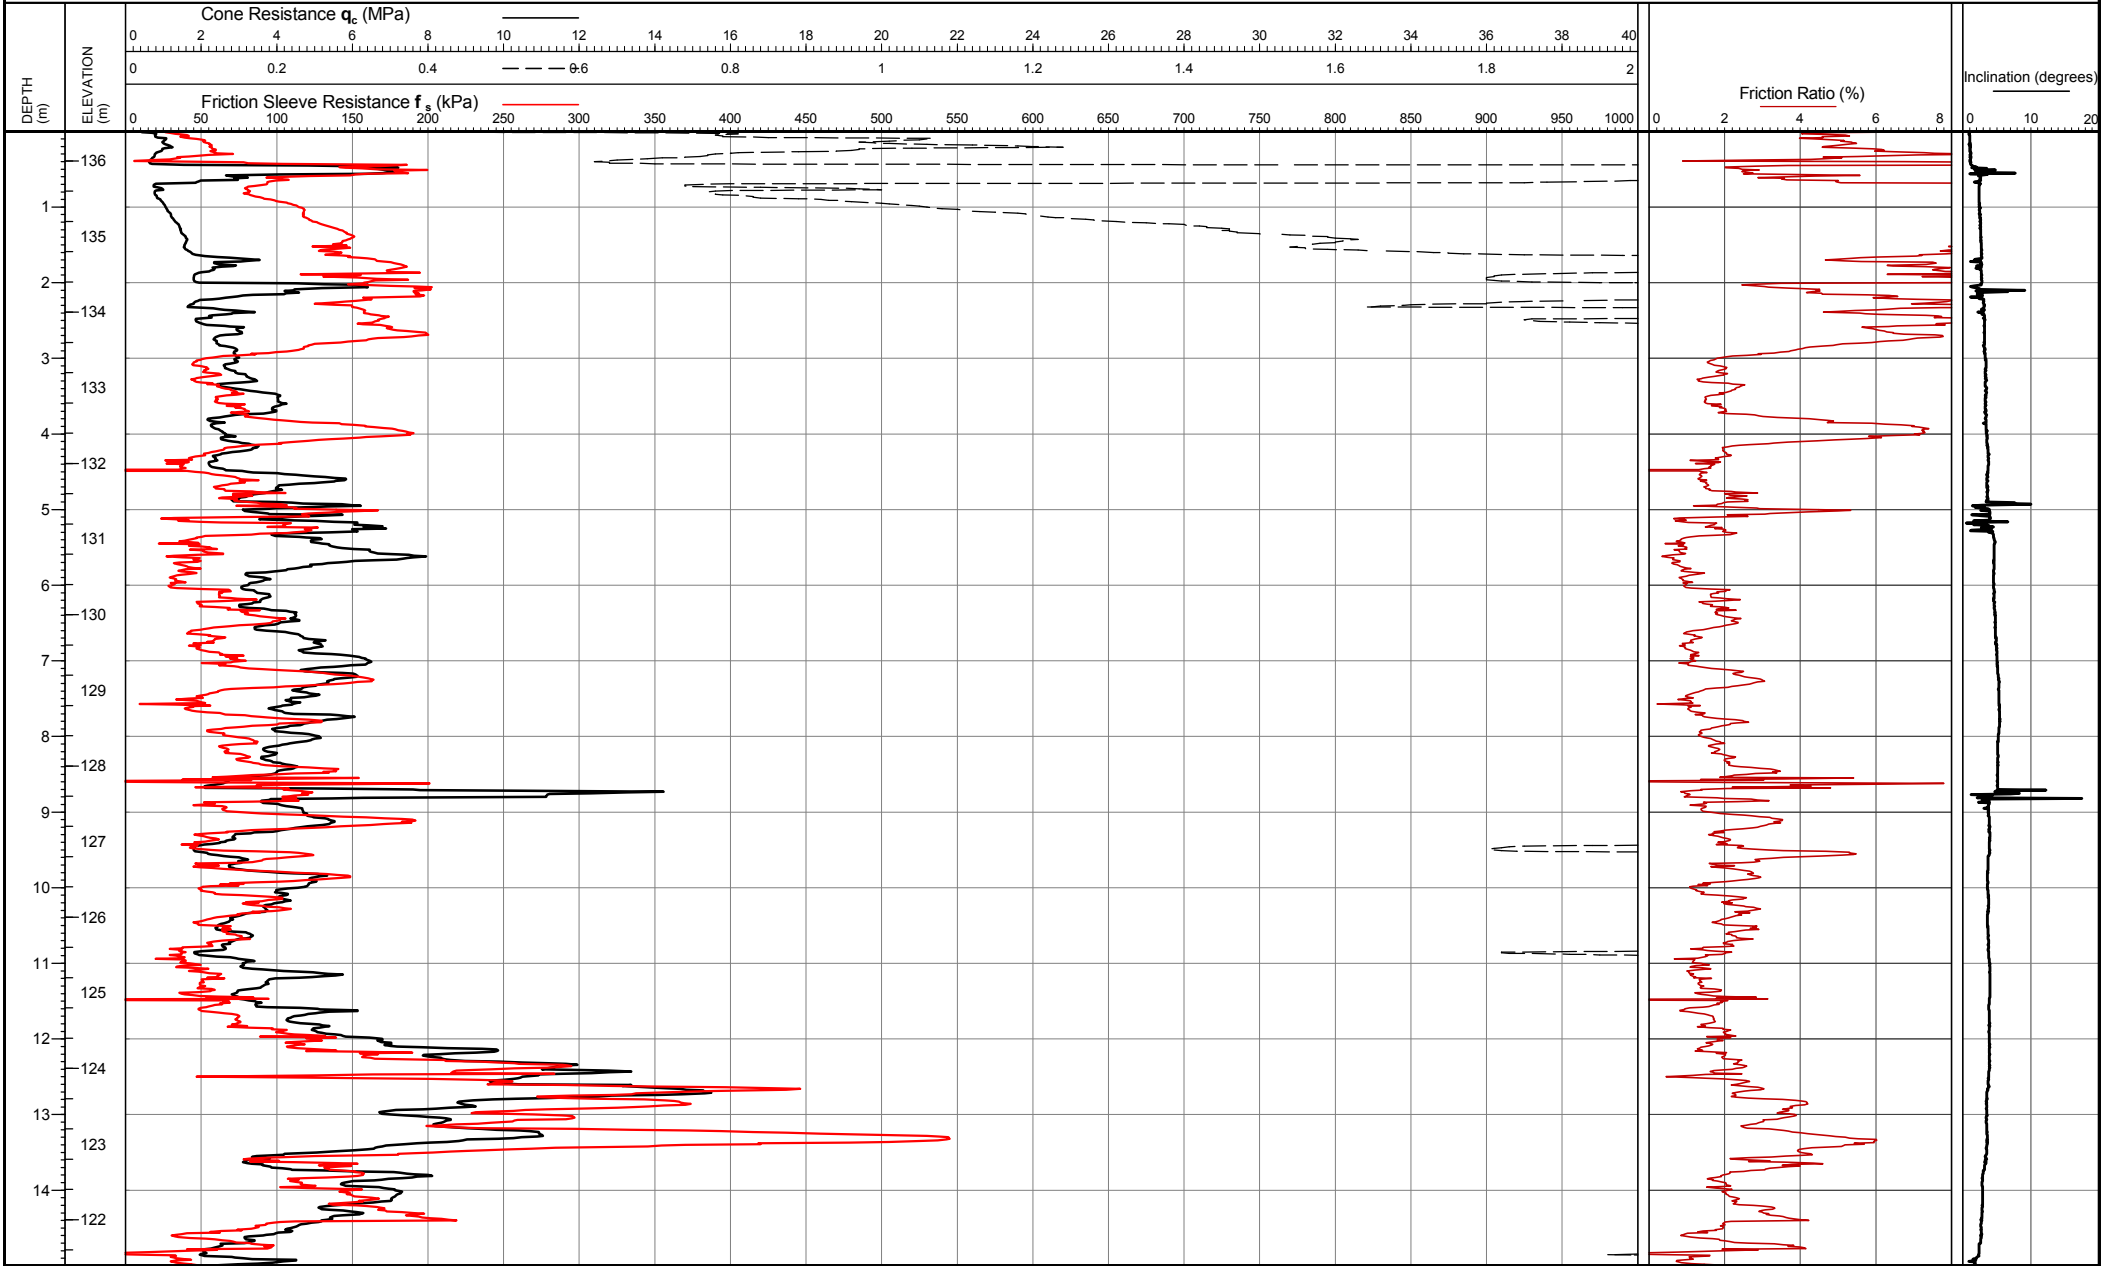 Cone Resistance qc (MPa)
0 2 4 6 8 10 12 14 16 18 20 22 24 26 28 30 32 34 36 38 40
0 0.2 0.4 0.6 0.8 1 1.2 1.4 1.6 1.8 2
DEPTH (m)
ELEVATION (m)
Friction Sleeve Resistance fs (kPa)
Friction Ratio (%)
Inclination (degrees)
0 50 100 150 200 250 300 350 400 450 500 550 600 650 700 750 800 850 900 950 1000
0 2 4 6 8
0 10 20
136
1
135
2
134
3
133
4
132
5
131
6
130
7
129
8
128
9
127
10
126
11
125
12
124
13
123
14
122